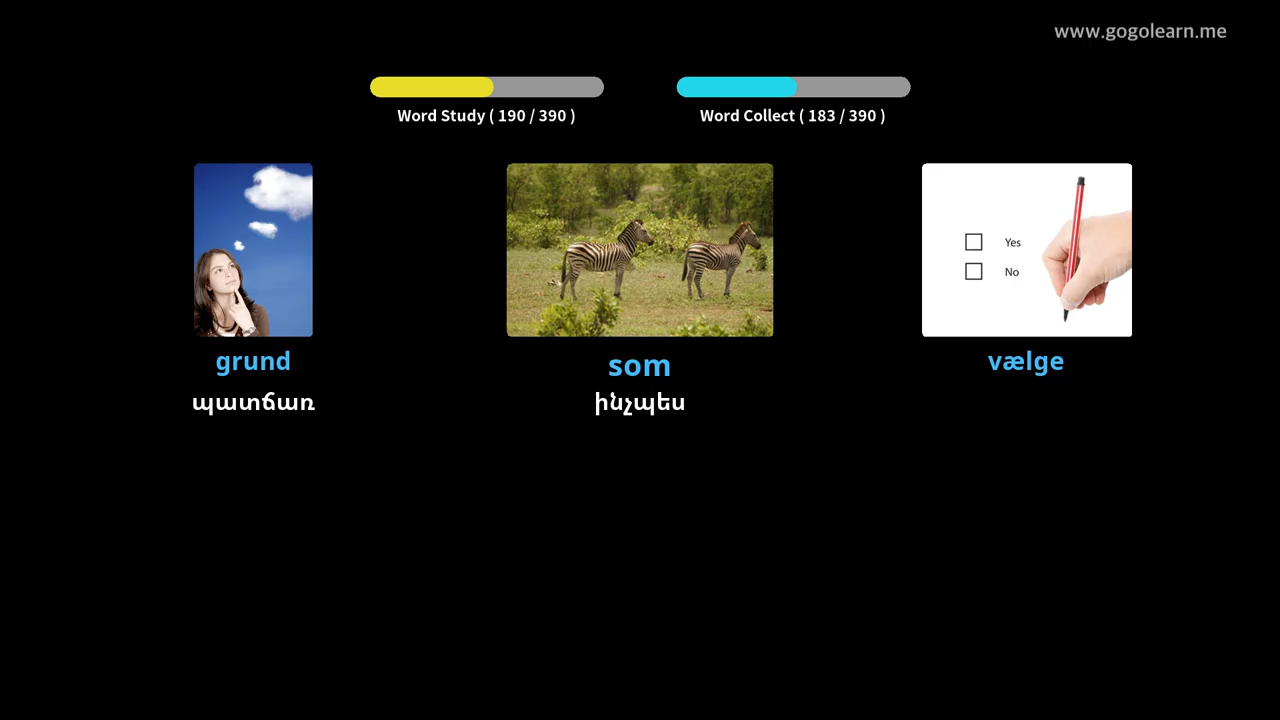 www.gogolearn.me
Word Study ( 190 / 390 )
Word Collect ( 183 / 390 )
Yes
No
grund
som
vælge
պատճառ
ինչպես